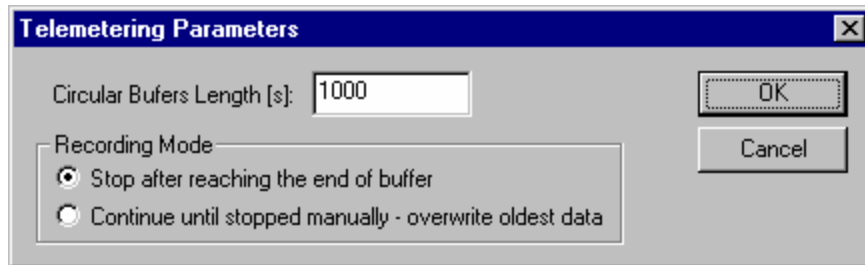 Telemetering Parameters
Circular Bufers Length [s]: 1000
OK
Recording Mode
Cancel
Stop after reaching the end of buffer
Continue until stopped manually - overwrite oldest data